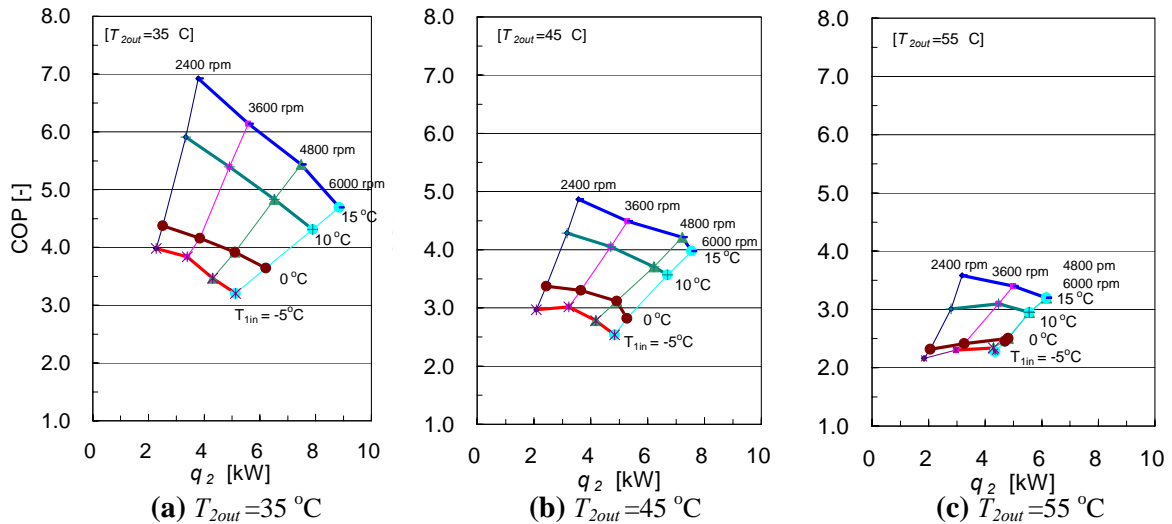 COP [-]
8.0
7.0
6.0
5.0
4.0
3.0
2.0
1.0
[T 2out =35 C]
2400 rpm
3600 rpm
4800 rpm
6000 rpm
15 °C
10 °C
0 °C
T1in = -5°C
0 2 4 6 8 10
q 2 [kW]
(a) T2out =35 °C
8.0
7.0
6.0
5.0
4.0
3.0
2.0
1.0
[T 2out =45 C]
2400 rpm
3600 rpm
4800 rpm
6000 rpm
15 °C
10 °C
0 °C
T1in = -5°C
0 2 4 6 8 10
q 2 [kW]
(b) T2out =45 °C
8.0
7.0
6.0
5.0
4.0
3.0
2.0
1.0
[T 2out =55 C]
2400 rpm
3600 rpm
4800 pm
6000 rpm
15 °C
10 °C
0 °C
T1in = -5°C
0 2 4 6 8 10
q 2 [kW]
(c) T2out =55 °C